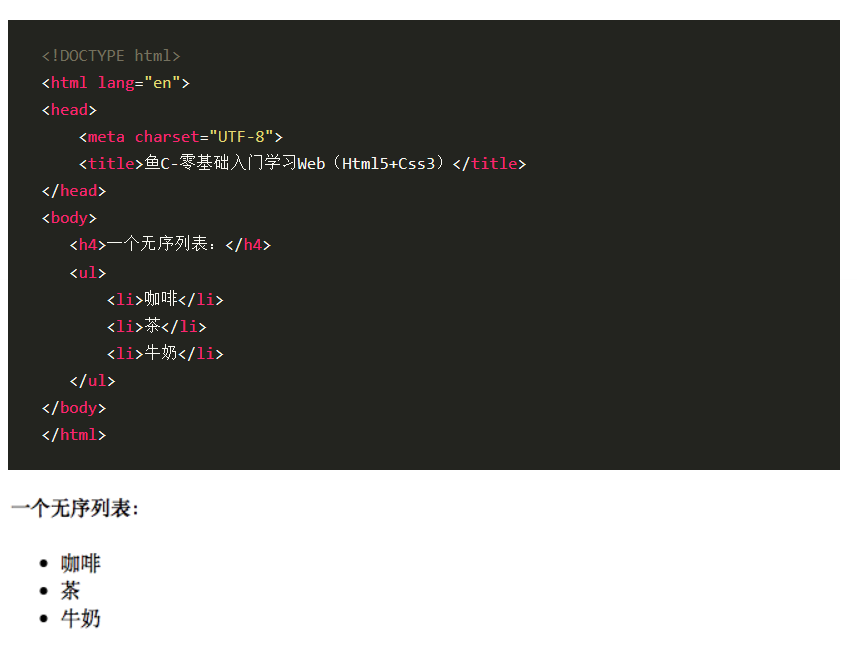 <!DOCTYPE html>
<html lang="en">
<head>
    <meta charset="UTF-8">
    <title>鱼C-零基础入门学习Web（Html5+Css3）</title>
</head>
<body>
   <h4>一个无序列表：</h4>
   <ul>
       <li>咖啡</li>
       <li>茶</li>
       <li>牛奶</li>
   </ul>
</body>
</html>
一个无序列表：
• 咖啡
• 茶
• 牛奶